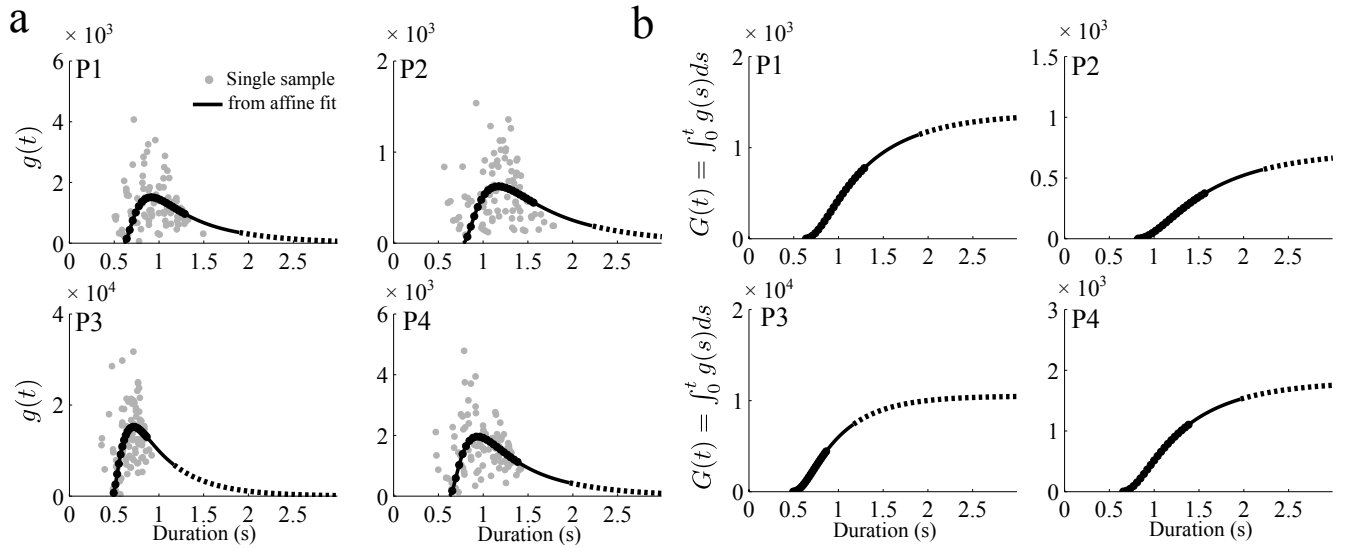 a
× 10³
6
4
2
0
P1
Single sample
from affine fit
g(t)
0 0.5 1 1.5 2 2.5
× 10³
2
1
0
P2
0 0.5 1 1.5 2 2.5
× 10⁴
4
2
0
P3
g(t)
0 0.5 1 1.5 2 2.5
Duration (s)
× 10³
6
4
2
0
P4
0 0.5 1 1.5 2 2.5
Duration (s)
b
× 10³
2
1
0
P1
G(t) = ∫₀ᵗ g(s)ds
0 0.5 1 1.5 2 2.5
× 10³
1.5
1
0.5
0
P2
0 0.5 1 1.5 2 2.5
× 10⁴
2
1
0
P3
G(t) = ∫₀ᵗ g(s)ds
0 0.5 1 1.5 2 2.5
Duration (s)
× 10³
3
2
1
0
P4
0 0.5 1 1.5 2 2.5
Duration (s)